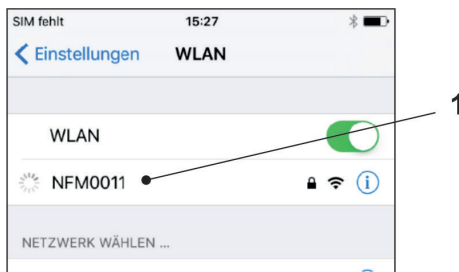 SIM fehlt 15:27
Einstellungen WLAN
1
WLAN
NFM0011
NETZWERK WÄHLEN ...